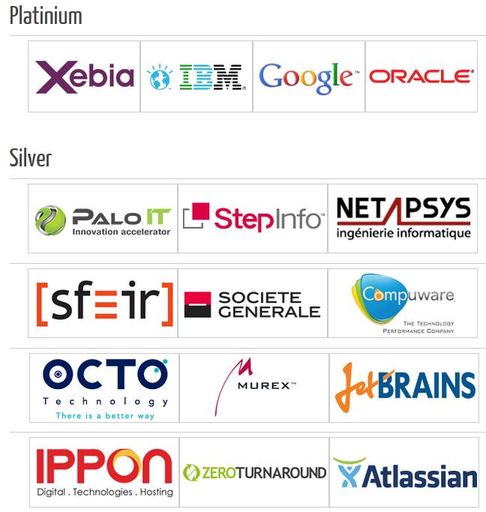 Platinium
Xebia
IBM®
Google™
ORACLE®
Silver
PALO IT
Innovation accelerator
StepInfo™
NETAPSYS
ingénierie informatique
[sfeir]
SOCIETE
GENERALE
Compuware
THE TECHNOLOGY
PERFORMANCE COMPANY
OCTO
Technology
There is a better way
MUREX™
JetBRAINS
IPPON
Digital . Technologies . Hosting
ZEROTURNAROUND
Atlassian